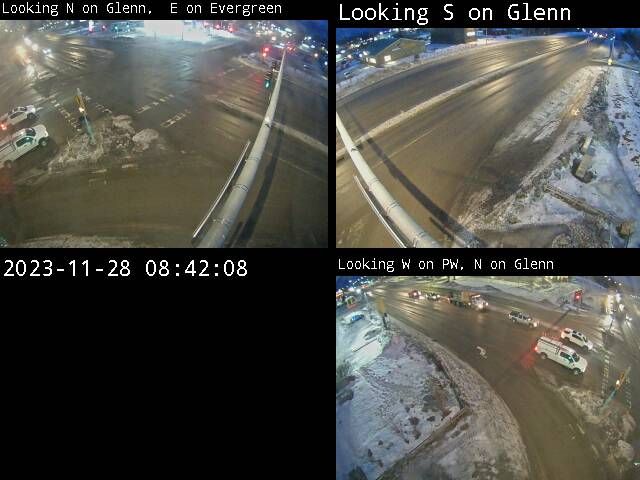 Looking N on Glenn,  E on Evergreen
Looking S on Glenn
2023-11-28 08:42:08
Looking W on PW, N on Glenn